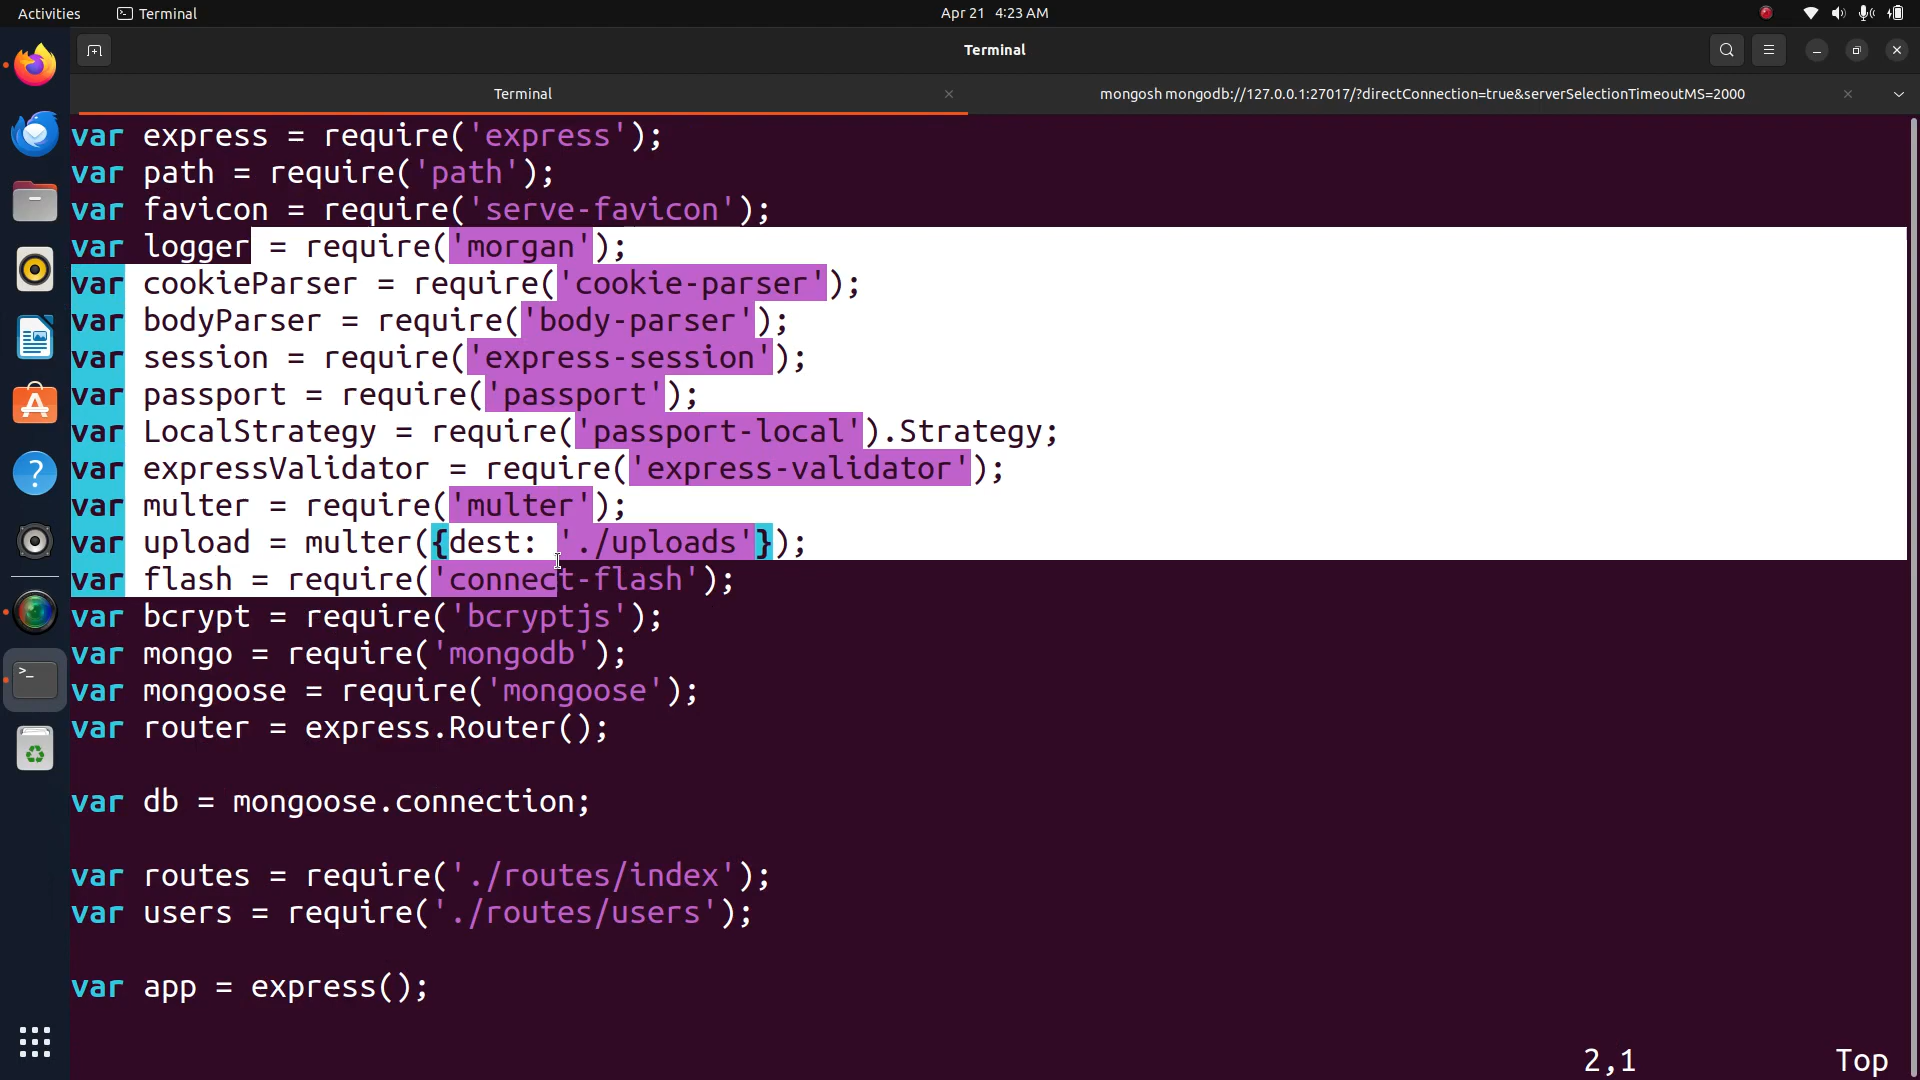 Activities
Terminal
Apr 21 4:23 AM
Terminal
Terminal
mongosh mongodb://127.0.0.1:27017/?directConnection=true&serverSelectionTimeoutMS=2000
var express = require('express');
var path = require('path');
var favicon = require('serve-favicon');
var logger = require('morgan');
var cookieParser = require('cookie-parser');
var bodyParser = require('body-parser');
var session = require('express-session');
var passport = require('passport');
var LocalStrategy = require('passport-local').Strategy;
var expressValidator = require('express-validator');
var multer = require('multer');
var upload = multer({dest: './uploads'});
var flash = require('connect-flash');
var bcrypt = require('bcryptjs');
var mongo = require('mongodb');
var mongoose = require('mongoose');
var router = express.Router();
var db = mongoose.connection;
var routes = require('./routes/index');
var users = require('./routes/users');
var app = express();
2,1 Top